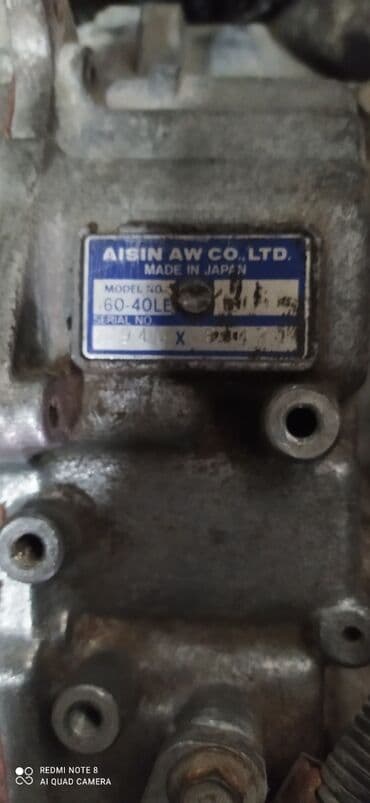 AISIN AW CO., LTD.
MADE IN JAPAN
MODEL NO.
60-40LE
SERIAL NO
REDMI NOTE 8
AI QUAD CAMERA